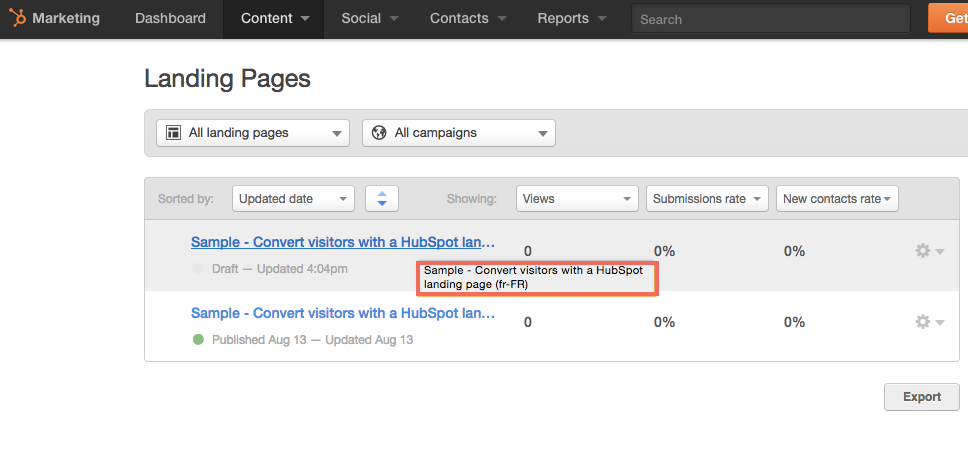 Marketing Dashboard Content Social Contacts Reports Search Get
Landing Pages
All landing pages All campaigns
Sorted by: Updated date Showing: Views Submissions rate New contacts rate
Sample - Convert visitors with a HubSpot lan... 0 0% 0%
Draft — Updated 4:04pm
Sample - Convert visitors with a HubSpot
landing page (fr-FR)
Sample - Convert visitors with a HubSpot lan... 0 0% 0%
Published Aug 13 — Updated Aug 13
Export